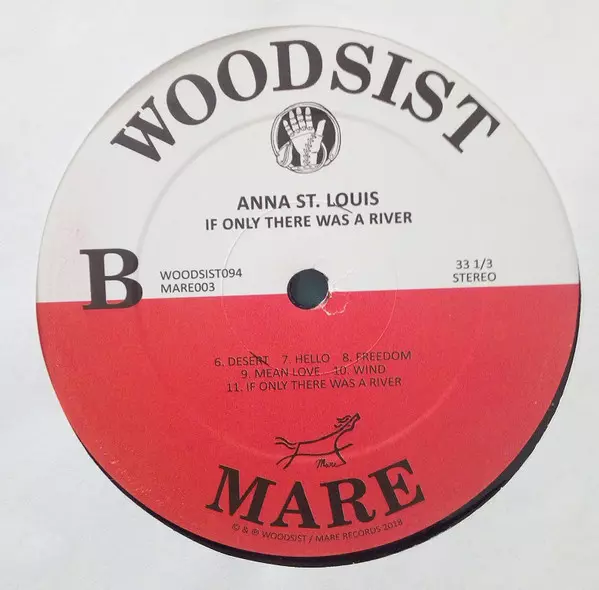 WOODSIST
ANNA ST. LOUIS
IF ONLY THERE WAS A RIVER
B
WOODSIST094
MARE003
33 1/3
STEREO
6. DESERT 7. HELLO 8. FREEDOM
9. MEAN LOVE 10. WIND
11. IF ONLY THERE WAS A RIVER
Mare
MARE
© & ℗ WOODSIST / MARE RECORDS 2018